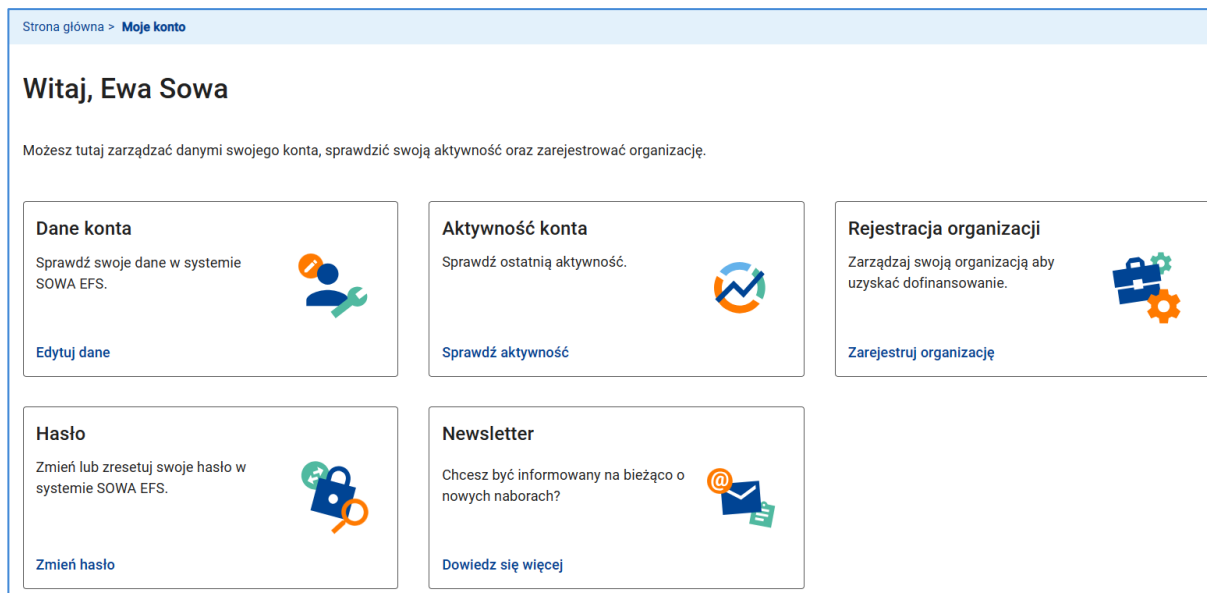 Strona główna > Moje konto
Witaj, Ewa Sowa
Możesz tutaj zarządzać danymi swojego konta, sprawdzić swoją aktywność oraz zarejestrować organizację.
Dane konta
Sprawdź swoje dane w systemie
SOWA EFS.
Edytuj dane
Aktywność konta
Sprawdź ostatnią aktywność.
Sprawdź aktywność
Rejestracja organizacji
Zarządzaj swoją organizacją aby
uzyskać dofinansowanie.
Zarejestruj organizację
Hasło
Zmień lub zresetuj swoje hasło w
systemie SOWA EFS.
Zmień hasło
Newsletter
Chcesz być informowany na bieżąco o
nowych naborach?
@
Dowiedz się więcej